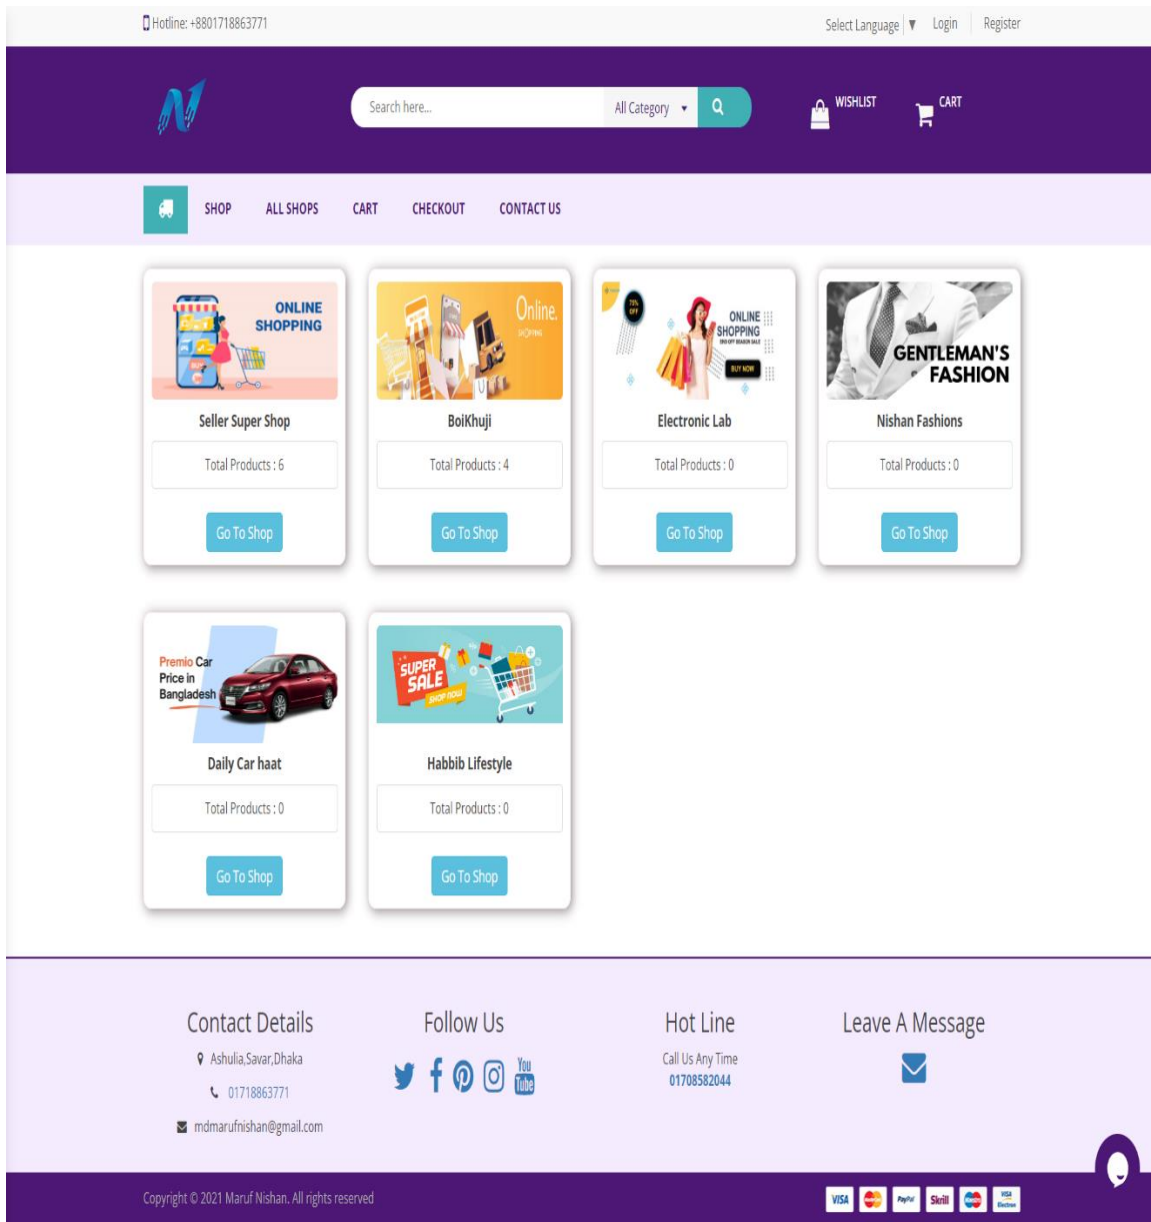 Hotline: +8801718863771
Select Language ▼ Login Register
Search here...
All Category
WISHLIST
CART
SHOP ALL SHOPS CART CHECKOUT CONTACT US
ONLINE
SHOPPING
Seller Super Shop
Total Products : 6
Go To Shop
Online.
SHOPPING
BoiKhuji
Total Products : 4
Go To Shop
75%
OFF
ONLINE
SHOPPING
BUY NOW
Electronic Lab
Total Products : 0
Go To Shop
GENTLEMAN'S
FASHION
Nishan Fashions
Total Products : 0
Go To Shop
Premio Car
Price in
Bangladesh
Daily Car haat
Total Products : 0
Go To Shop
SUPER
SALE
SHOP NOW
Habbib Lifestyle
Total Products : 0
Go To Shop
Contact Details
Ashulia,Savar,Dhaka
01718863771
mdmarufnishan@gmail.com
Follow Us
You
Tube
Hot Line
Call Us Any Time
01708582044
Leave A Message
Copyright © 2021 Maruf Nishan. All rights reserved
VISA
PayPal
Skrill
VISA
Electron